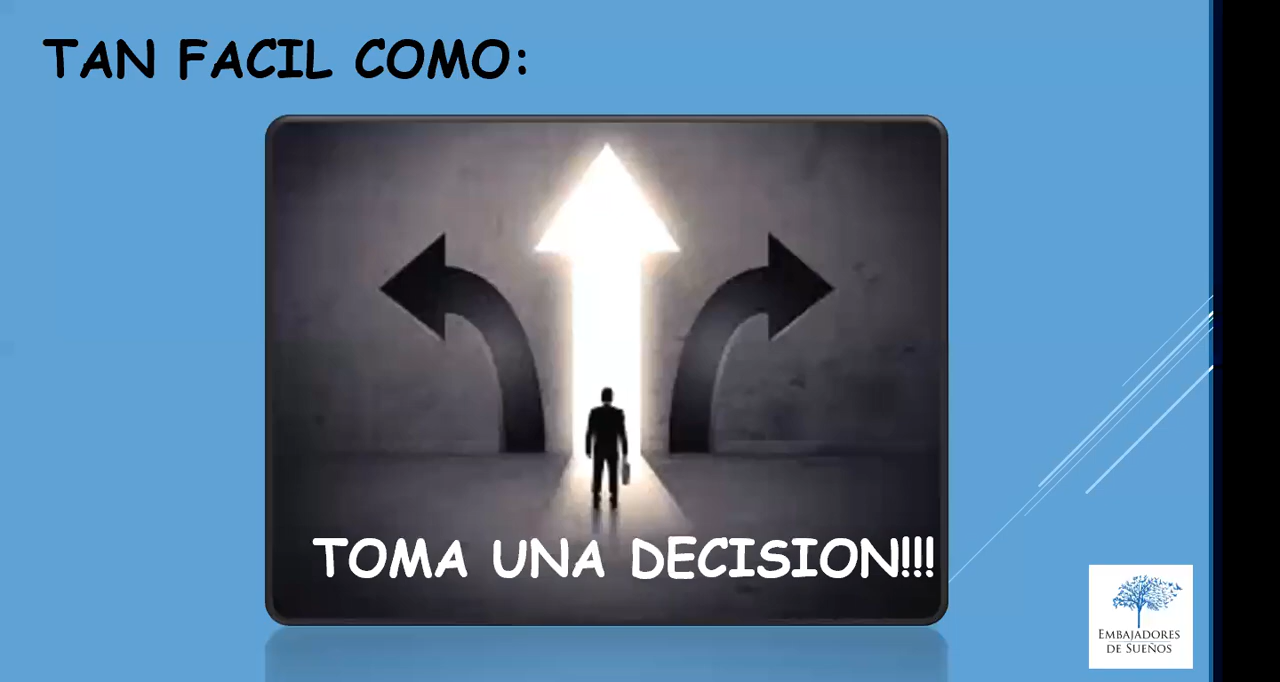 TAN FACIL COMO:
TOMA UNA DECISION!!!
EMBAJADORES
DE SUEÑOS